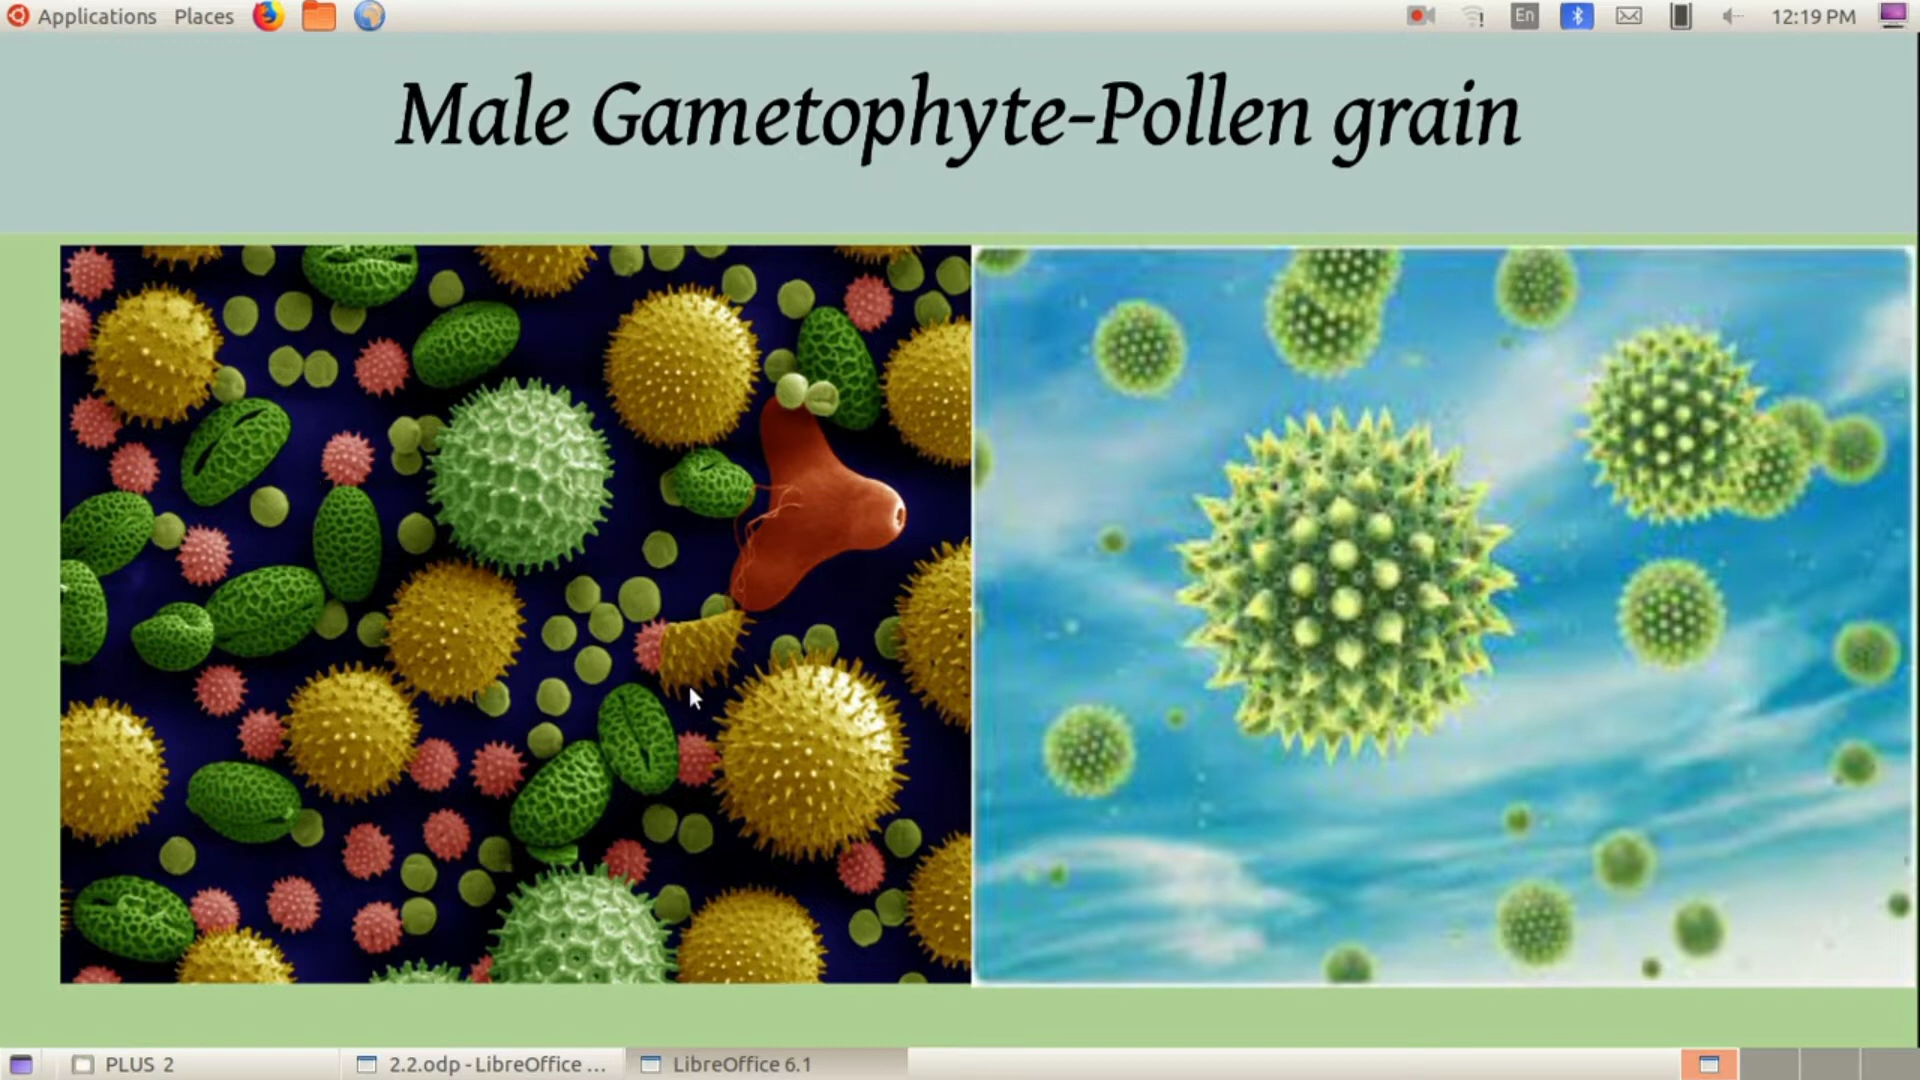 Applications Places En 12:19 PM
Male Gametophyte-Pollen grain
PLUS 2 2.2.odp - LibreOffice ... LibreOffice 6.1